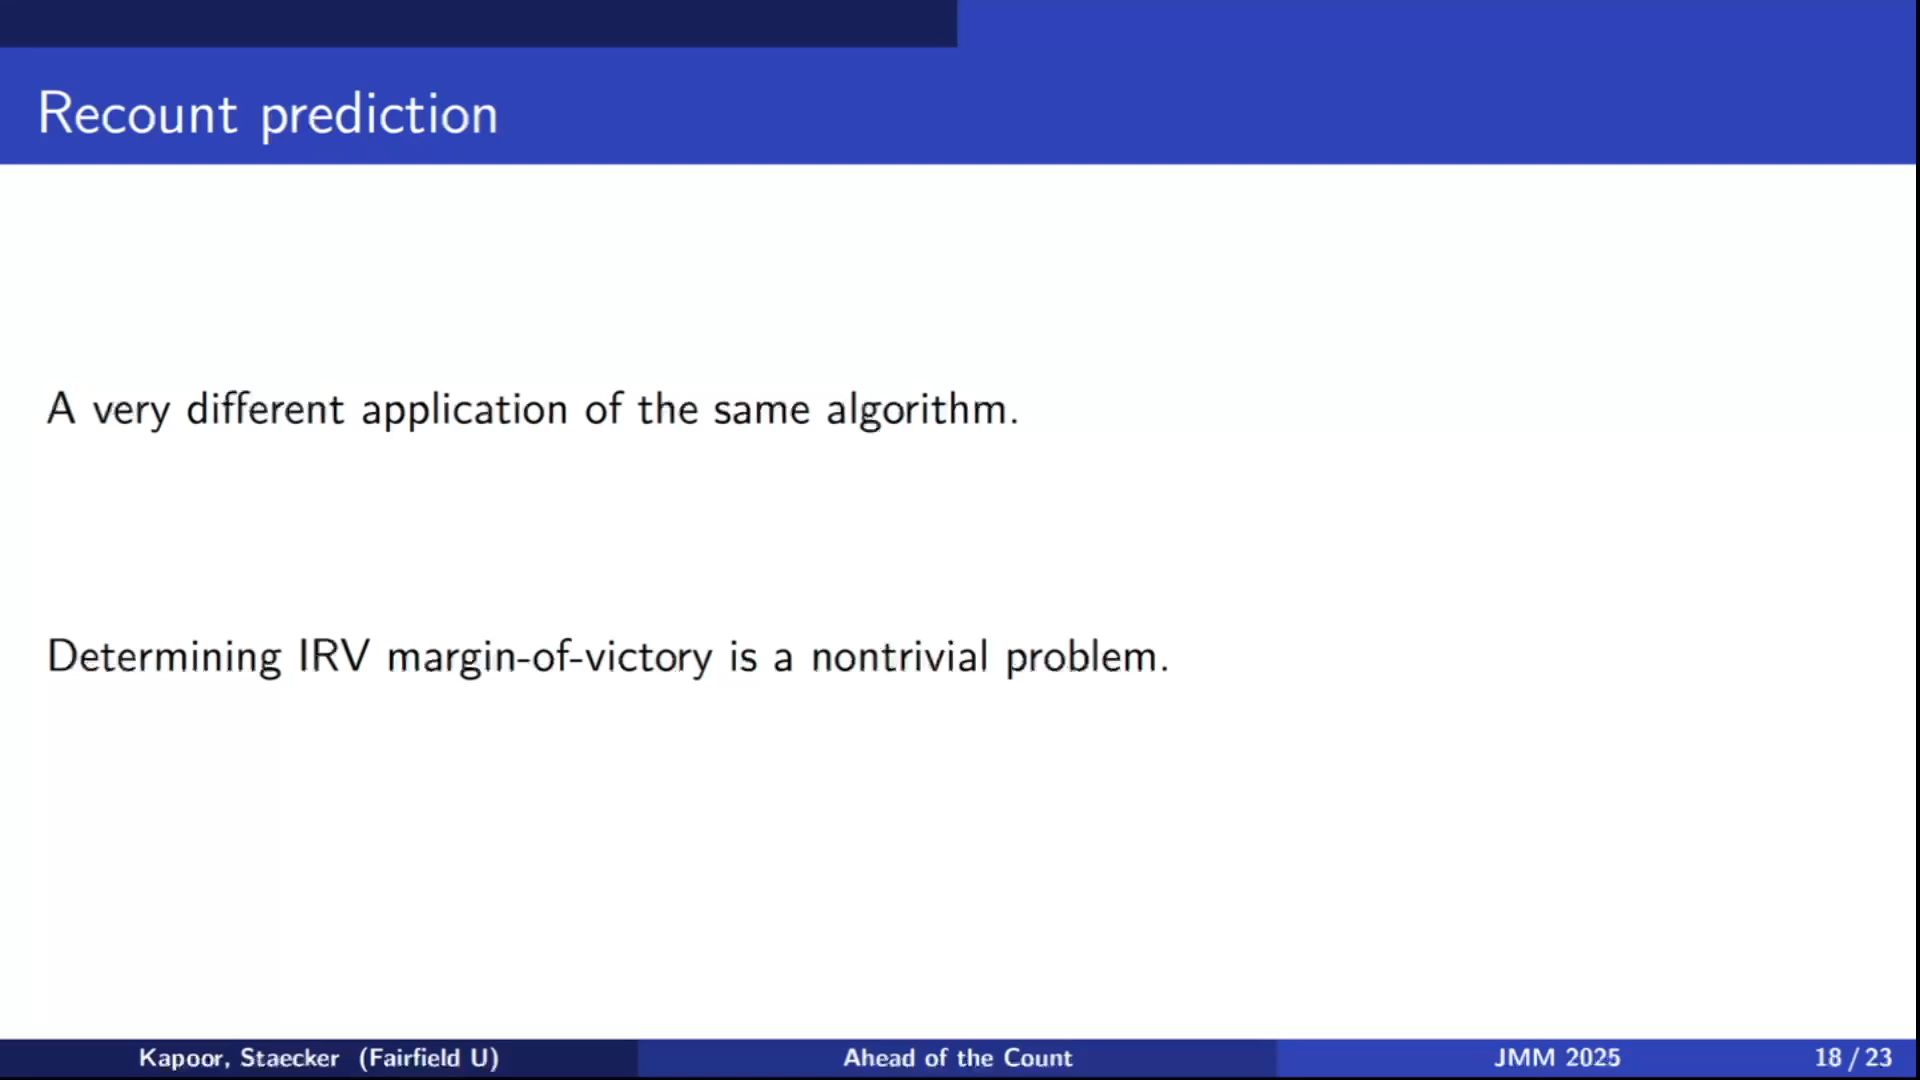 Recount prediction
A very different application of the same algorithm.
Determining IRV margin-of-victory is a nontrivial problem.
Kapoor, Staecker (Fairfield U) Ahead of the Count JMM 2025 18 / 23